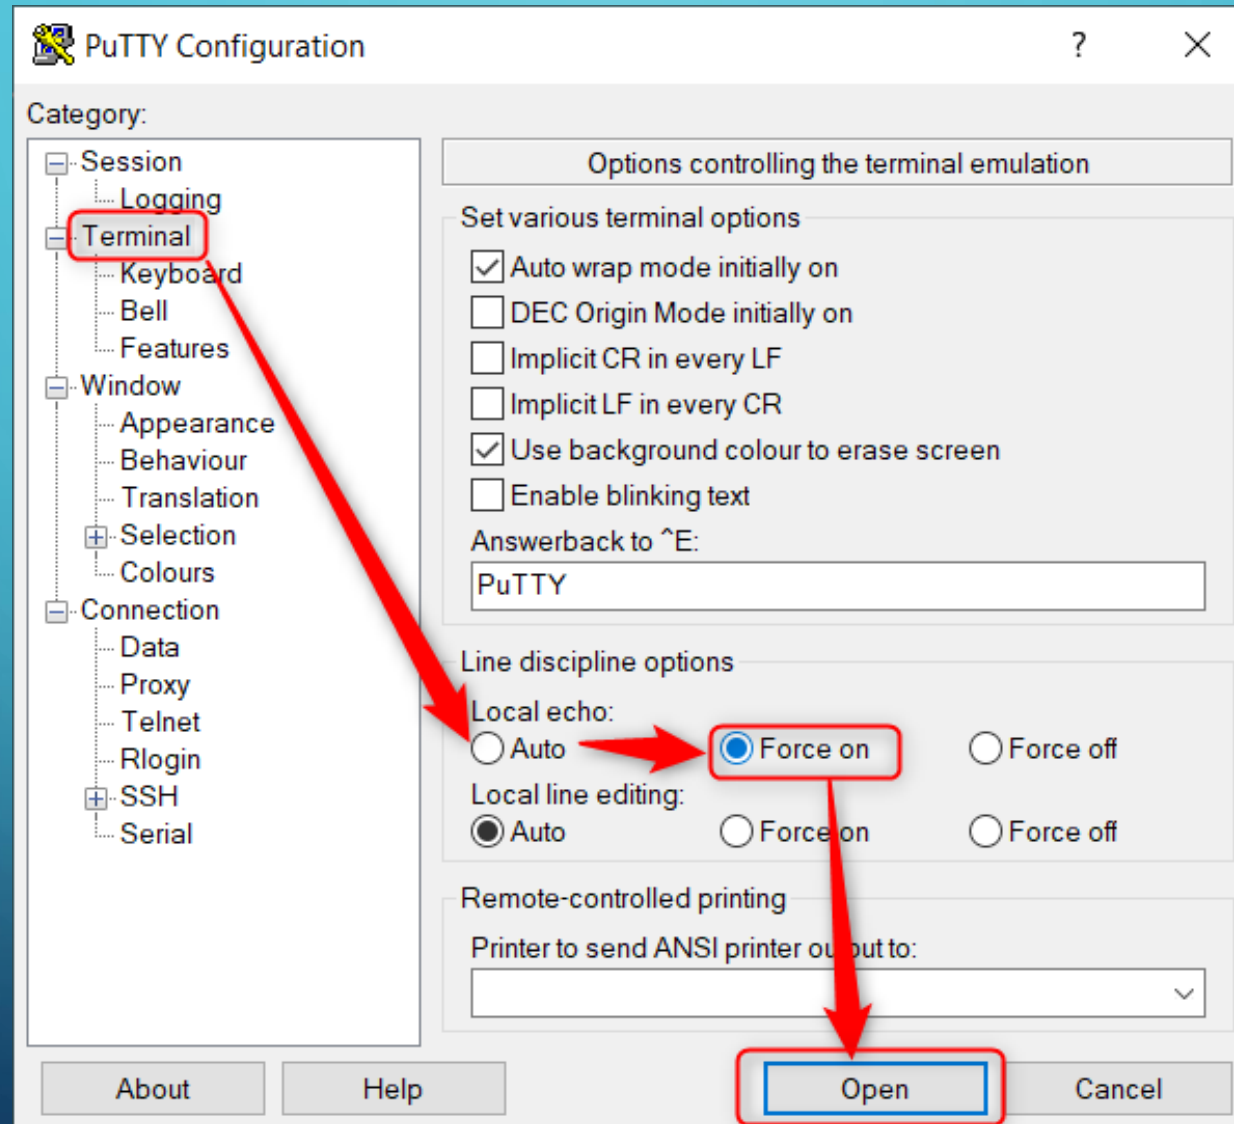 PuTTY Configuration
?
Category:
Session
Logging
Terminal
Keyboard
Bell
Features
Window
Appearance
Behaviour
Translation
Selection
Colours
Connection
Data
Proxy
Telnet
Rlogin
SSH
Serial
Options controlling the terminal emulation
Set various terminal options
Auto wrap mode initially on
DEC Origin Mode initially on
Implicit CR in every LF
Implicit LF in every CR
Use background colour to erase screen
Enable blinking text
Answerback to ^E:
PuTTY
Line discipline options
Local echo:
Auto Force on Force off
Local line editing:
Auto Force on Force off
Remote-controlled printing
Printer to send ANSI printer output to:
About Help Open Cancel